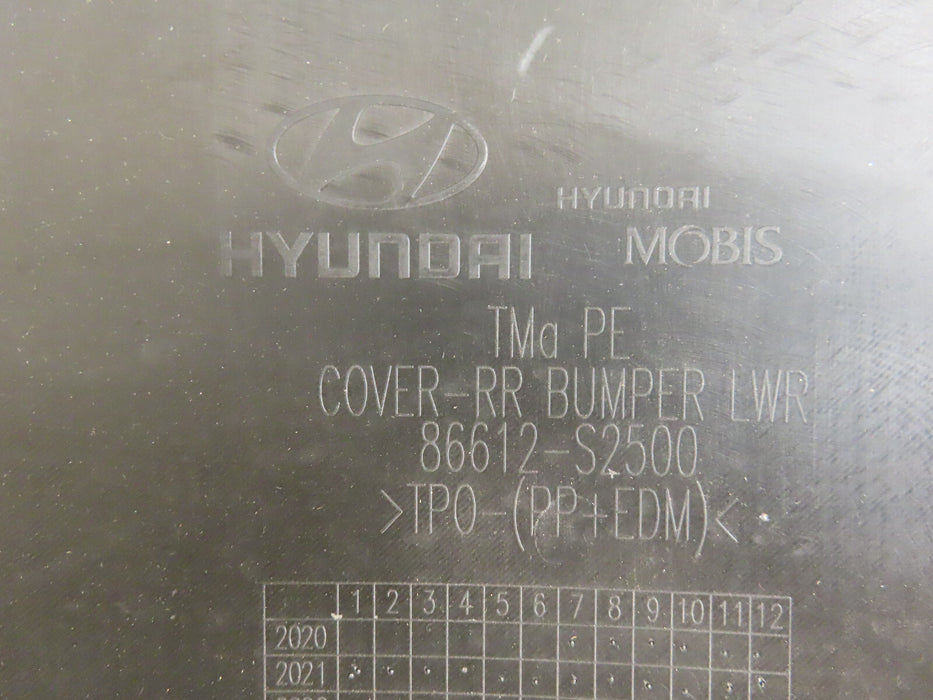 HYUNDAI
HYUNDAI
MOBIS
TMa PE
COVER-RR BUMPER LWR
86612-S2500
>TPO-(PP+EDM)<
1 2 3 4 5 6 7 8 9 10 11 12
2020
2021